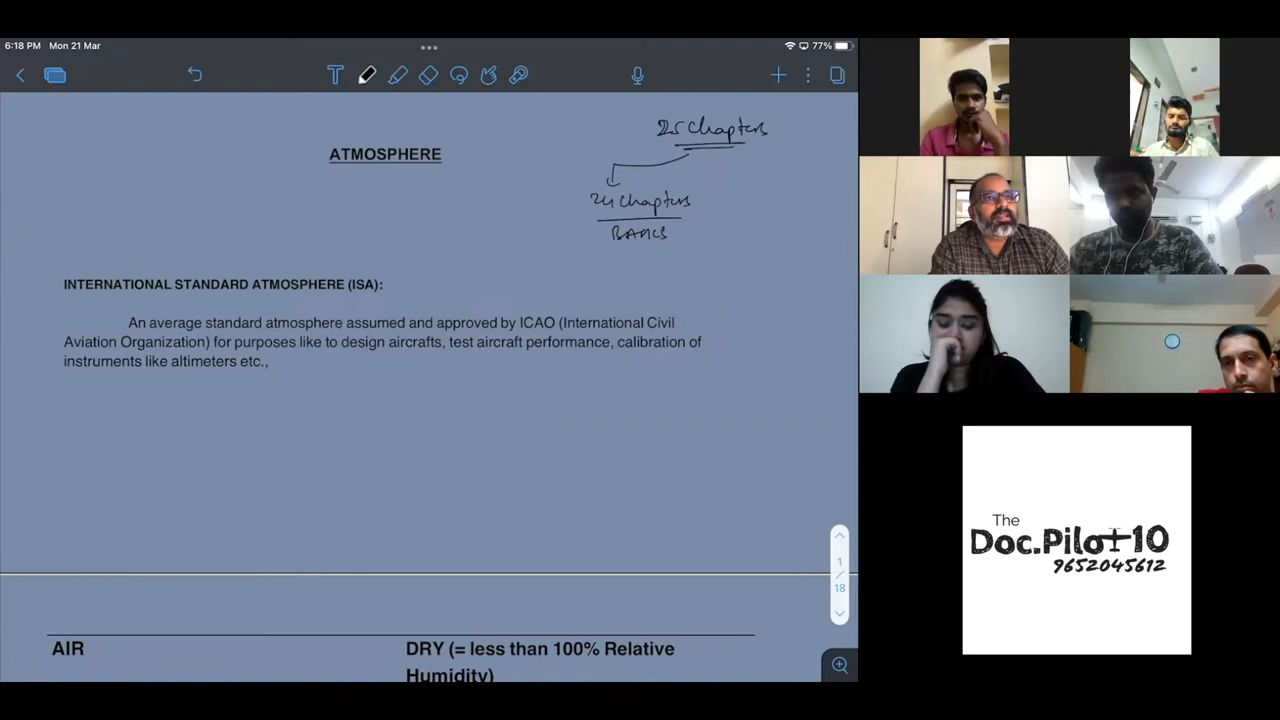 6:18 PM Mon 21 Mar
77%
25 Chapters
ATMOSPHERE
24 Chapters
BASICS
INTERNATIONAL STANDARD ATMOSPHERE (ISA):
An average standard atmosphere assumed and approved by ICAO (International Civil
Aviation Organization) for purposes like to design aircrafts, test aircraft performance, calibration of
instruments like altimeters etc.,
1
/
18
AIR DRY (= less than 100% Relative
Humidity)
The
Doc.Pilot10
9652045612